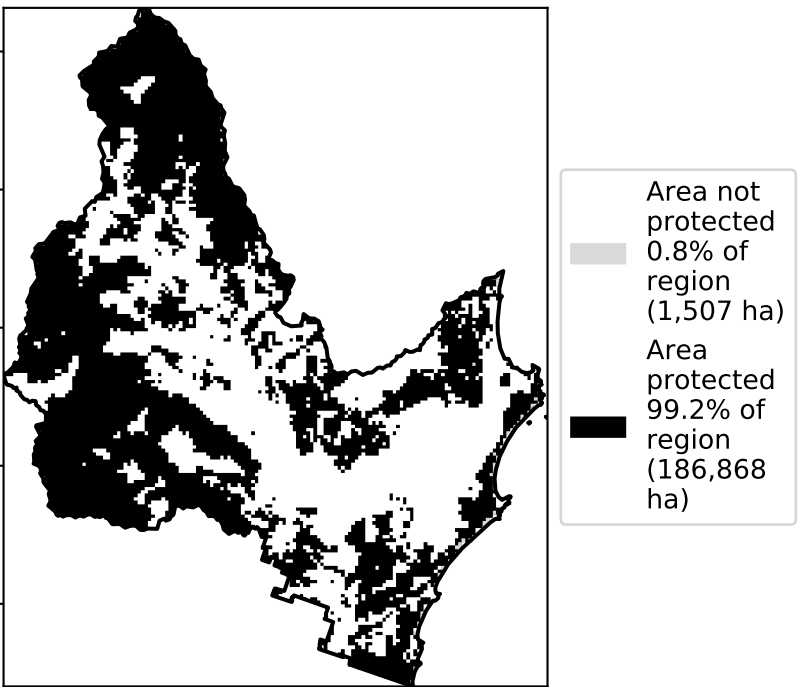 Area not
protected
0.8% of
region
(1,507 ha)
Area
protected
99.2% of
region
(186,868
ha)